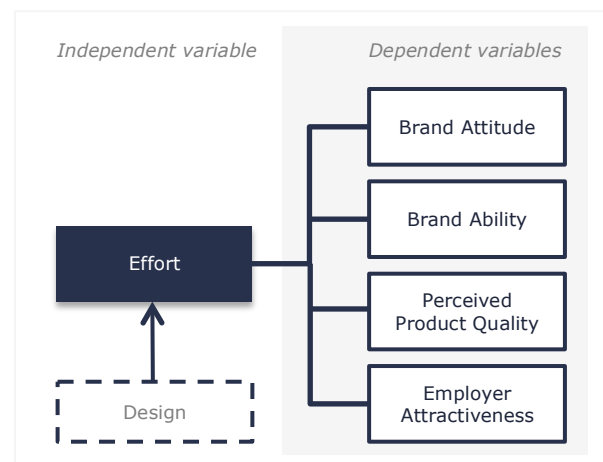 Independent variable
Dependent variables
Brand Attitude
Brand Ability
Effort
Perceived
Product Quality
Design
Employer
Attractiveness